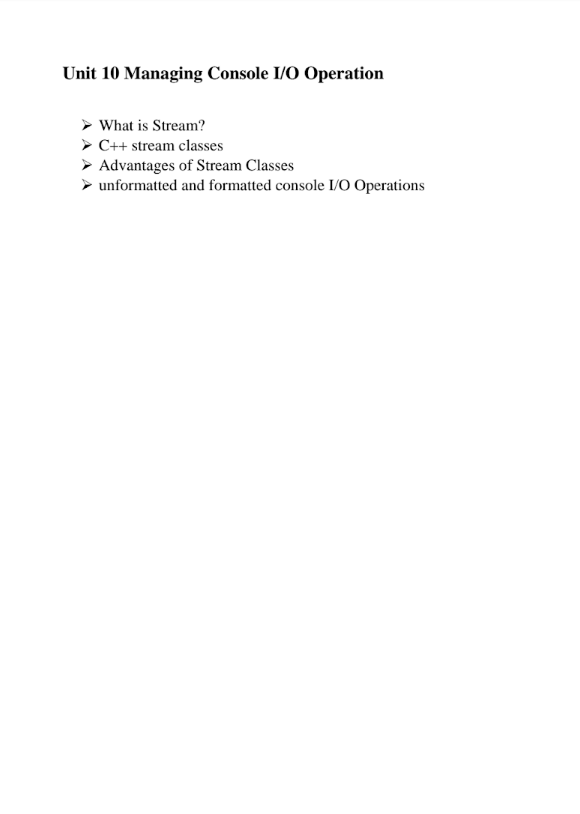 Unit 10 Managing Console I/O Operation
➢ What is Stream?
➢ C++ stream classes
➢ Advantages of Stream Classes
➢ unformatted and formatted console I/O Operations